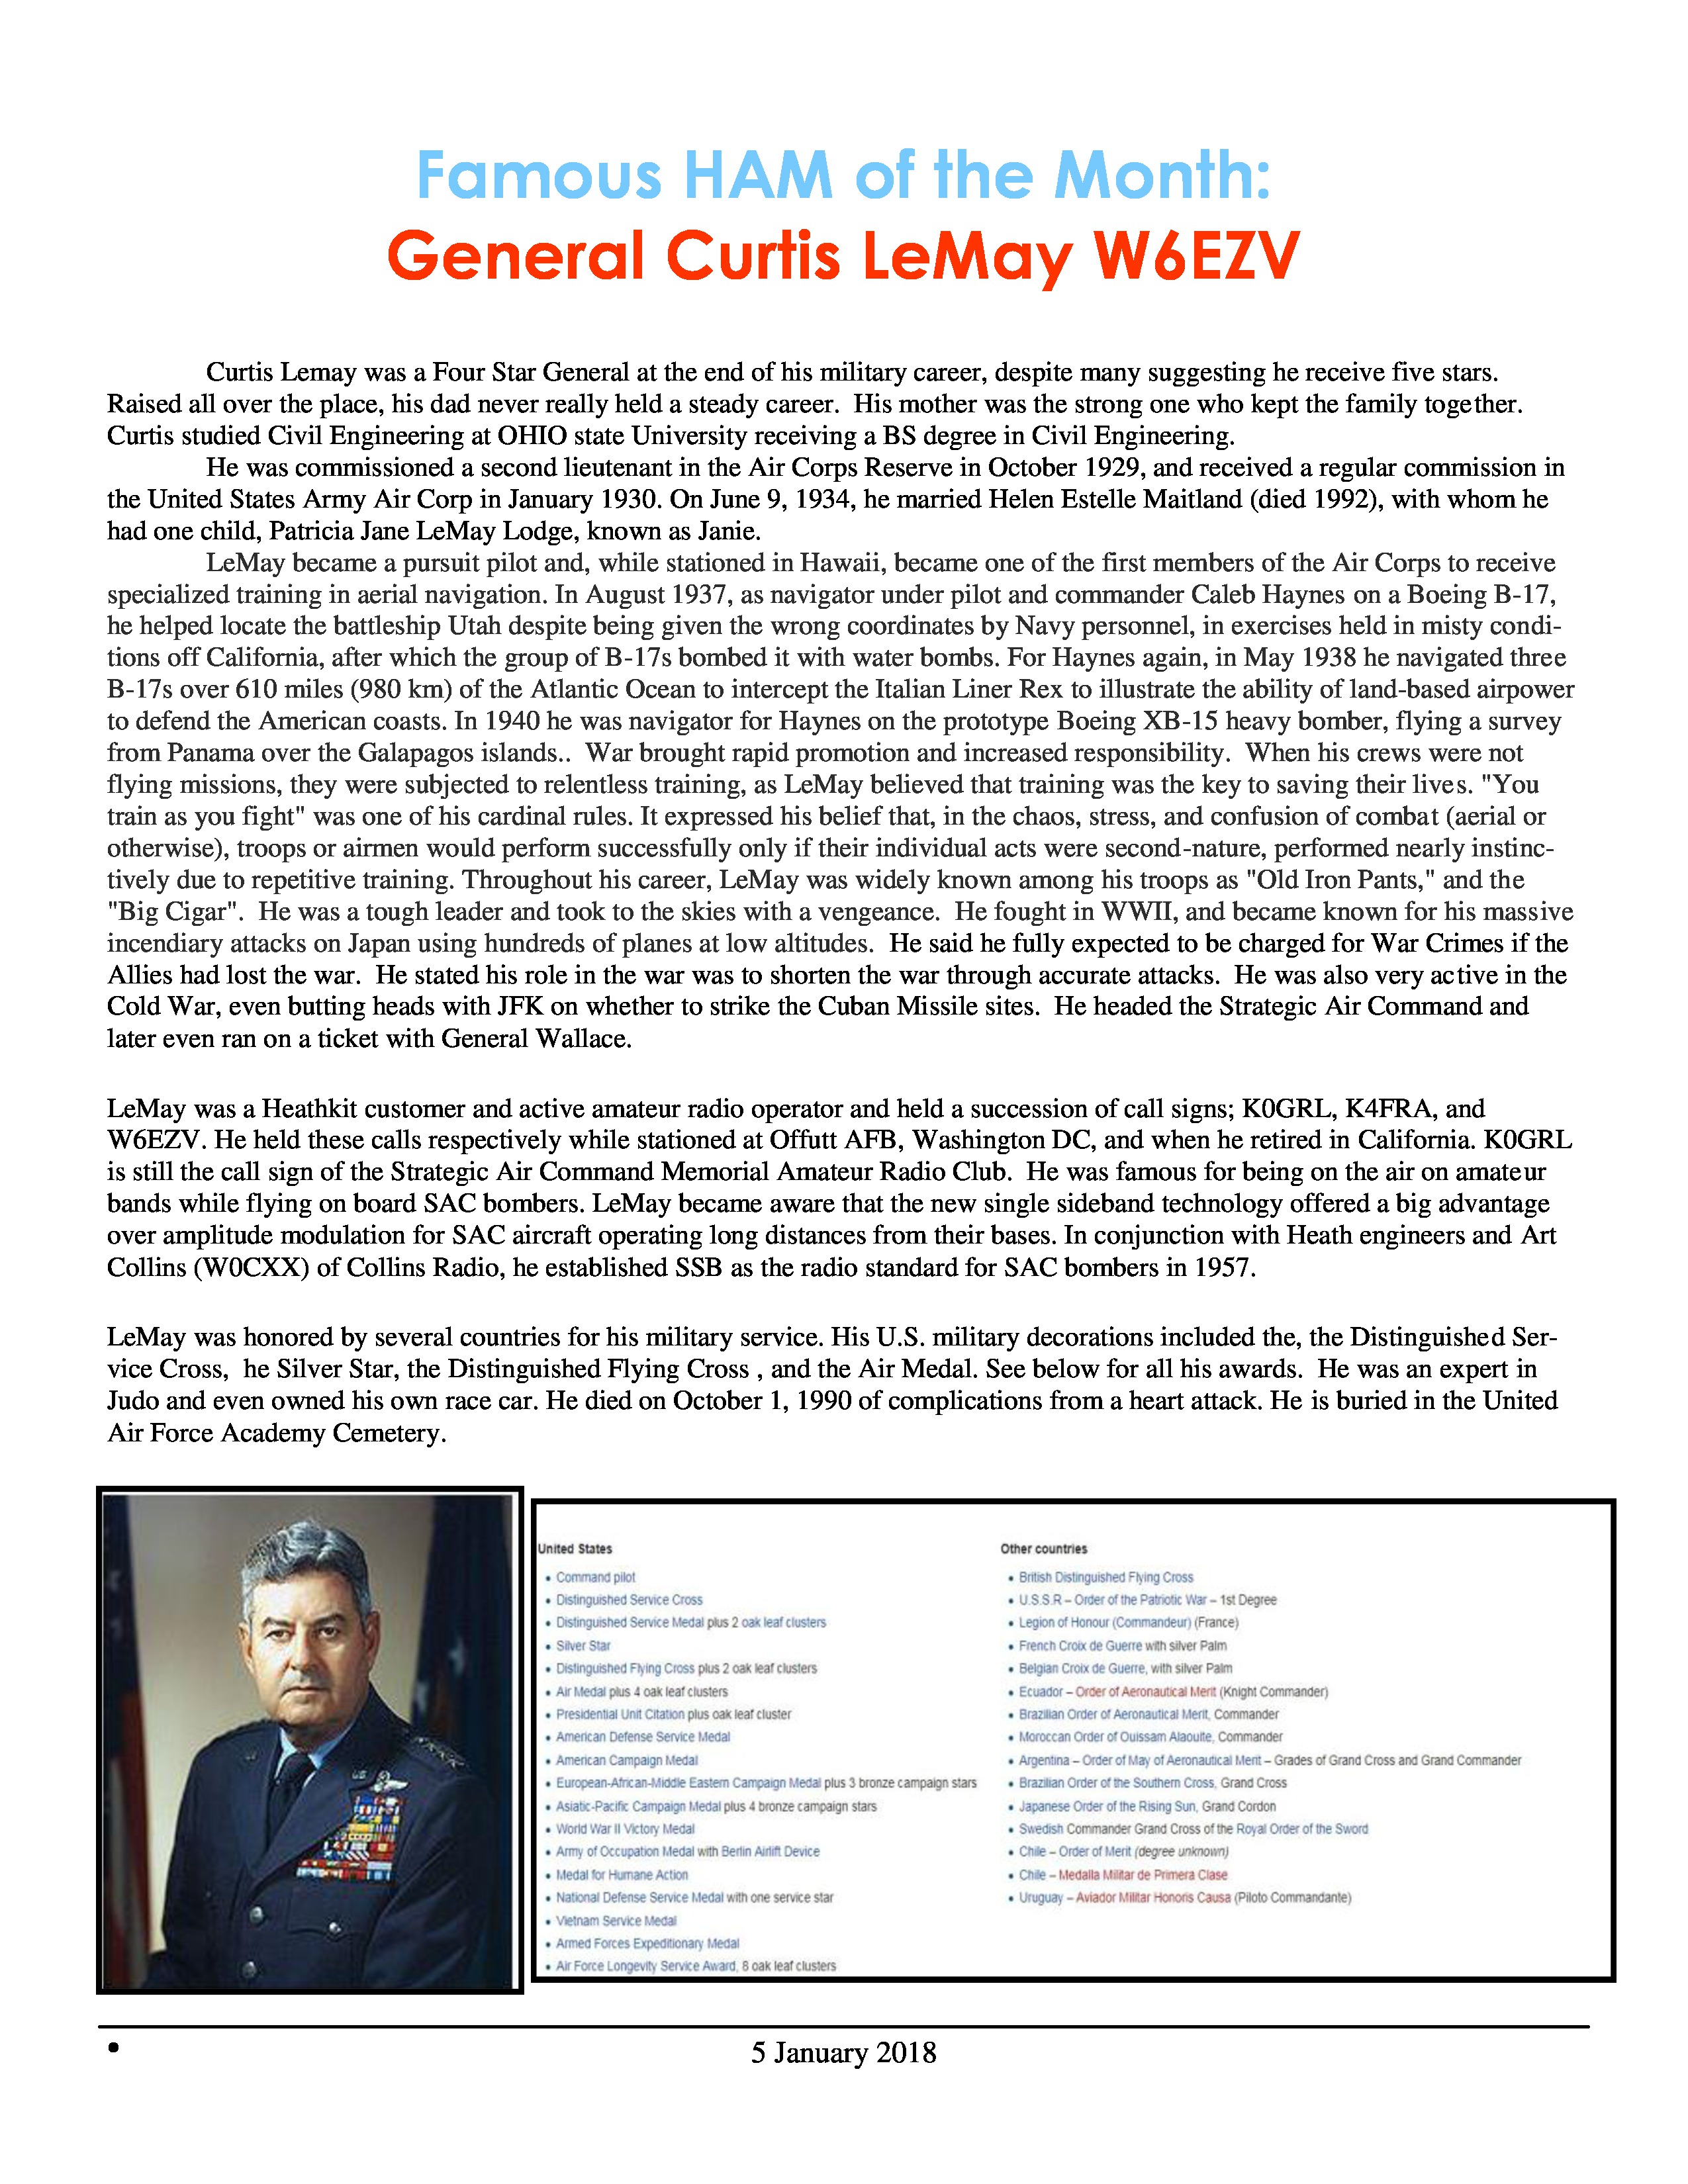 Famous HAM of the Month:
General Curtis LeMay W6EZV
Curtis Lemay was a Four Star General at the end of his military career, despite many suggesting he receive five stars.
Raised all over the place, his dad never really held a steady career.  His mother was the strong one who kept the family together.
Curtis studied Civil Engineering at OHIO state University receiving a BS degree in Civil Engineering.
He was commissioned a second lieutenant in the Air Corps Reserve in October 1929, and received a regular commission in
the United States Army Air Corp in January 1930. On June 9, 1934, he married Helen Estelle Maitland (died 1992), with whom he
had one child, Patricia Jane LeMay Lodge, known as Janie.
LeMay became a pursuit pilot and, while stationed in Hawaii, became one of the first members of the Air Corps to receive
specialized training in aerial navigation. In August 1937, as navigator under pilot and commander Caleb Haynes on a Boeing B-17,
he helped locate the battleship Utah despite being given the wrong coordinates by Navy personnel, in exercises held in misty condi-
tions off California, after which the group of B-17s bombed it with water bombs. For Haynes again, in May 1938 he navigated three
B-17s over 610 miles (980 km) of the Atlantic Ocean to intercept the Italian Liner Rex to illustrate the ability of land-based airpower
to defend the American coasts. In 1940 he was navigator for Haynes on the prototype Boeing XB-15 heavy bomber, flying a survey
from Panama over the Galapagos islands..  War brought rapid promotion and increased responsibility.  When his crews were not
flying missions, they were subjected to relentless training, as LeMay believed that training was the key to saving their lives. "You
train as you fight" was one of his cardinal rules. It expressed his belief that, in the chaos, stress, and confusion of combat (aerial or
otherwise), troops or airmen would perform successfully only if their individual acts were second-nature, performed nearly instinc-
tively due to repetitive training. Throughout his career, LeMay was widely known among his troops as "Old Iron Pants," and the
"Big Cigar".  He was a tough leader and took to the skies with a vengeance.  He fought in WWII, and became known for his massive
incendiary attacks on Japan using hundreds of planes at low altitudes.  He said he fully expected to be charged for War Crimes if the
Allies had lost the war.  He stated his role in the war was to shorten the war through accurate attacks.  He was also very active in the
Cold War, even butting heads with JFK on whether to strike the Cuban Missile sites.  He headed the Strategic Air Command and
later even ran on a ticket with General Wallace.
LeMay was a Heathkit customer and active amateur radio operator and held a succession of call signs; K0GRL, K4FRA, and
W6EZV. He held these calls respectively while stationed at Offutt AFB, Washington DC, and when he retired in California. K0GRL
is still the call sign of the Strategic Air Command Memorial Amateur Radio Club.  He was famous for being on the air on amateur
bands while flying on board SAC bombers. LeMay became aware that the new single sideband technology offered a big advantage
over amplitude modulation for SAC aircraft operating long distances from their bases. In conjunction with Heath engineers and Art
Collins (W0CXX) of Collins Radio, he established SSB as the radio standard for SAC bombers in 1957.
LeMay was honored by several countries for his military service. His U.S. military decorations included the, the Distinguished Ser-
vice Cross,  he Silver Star, the Distinguished Flying Cross , and the Air Medal. See below for all his awards.  He was an expert in
Judo and even owned his own race car. He died on October 1, 1990 of complications from a heart attack. He is buried in the United
Air Force Academy Cemetery.
United States
• Command pilot
• Distinguished Service Cross
• Distinguished Service Medal plus 2 oak leaf clusters
• Silver Star
• Distinguished Flying Cross plus 2 oak leaf clusters
• Air Medal plus 4 oak leaf clusters
• Presidential Unit Citation plus oak leaf cluster
• American Defense Service Medal
• American Campaign Medal
• European-African-Middle Eastern Campaign Medal plus 3 bronze campaign stars
• Asiatic-Pacific Campaign Medal plus 4 bronze campaign stars
• World War II Victory Medal
• Army of Occupation Medal with Berlin Airlift Device
• Medal for Humane Action
• National Defense Service Medal with one service star
• Vietnam Service Medal
• Armed Forces Expeditionary Medal
• Air Force Longevity Service Award, 8 oak leaf clusters
Other countries
• British Distinguished Flying Cross
• U.S.S.R – Order of the Patriotic War – 1st Degree
• Legion of Honour (Commandeur) (France)
• French Croix de Guerre with silver Palm
• Belgian Croix de Guerre, with silver Palm
• Ecuador – Order of Aeronautical Merit (Knight Commander)
• Brazilian Order of Aeronautical Merit, Commander
• Moroccan Order of Ouissam Alaouite, Commander
• Argentina – Order of May of Aeronautical Merit – Grades of Grand Cross and Grand Commander
• Brazilian Order of the Southern Cross, Grand Cross
• Japanese Order of the Rising Sun, Grand Cordon
• Swedish Commander Grand Cross of the Royal Order of the Sword
• Chile – Order of Merit (degree unknown)
• Chile – Medalla Militar de Primera Clase
• Uruguay – Aviador Militar Honoris Causa (Piloto Commandante)
• 5 January 2018